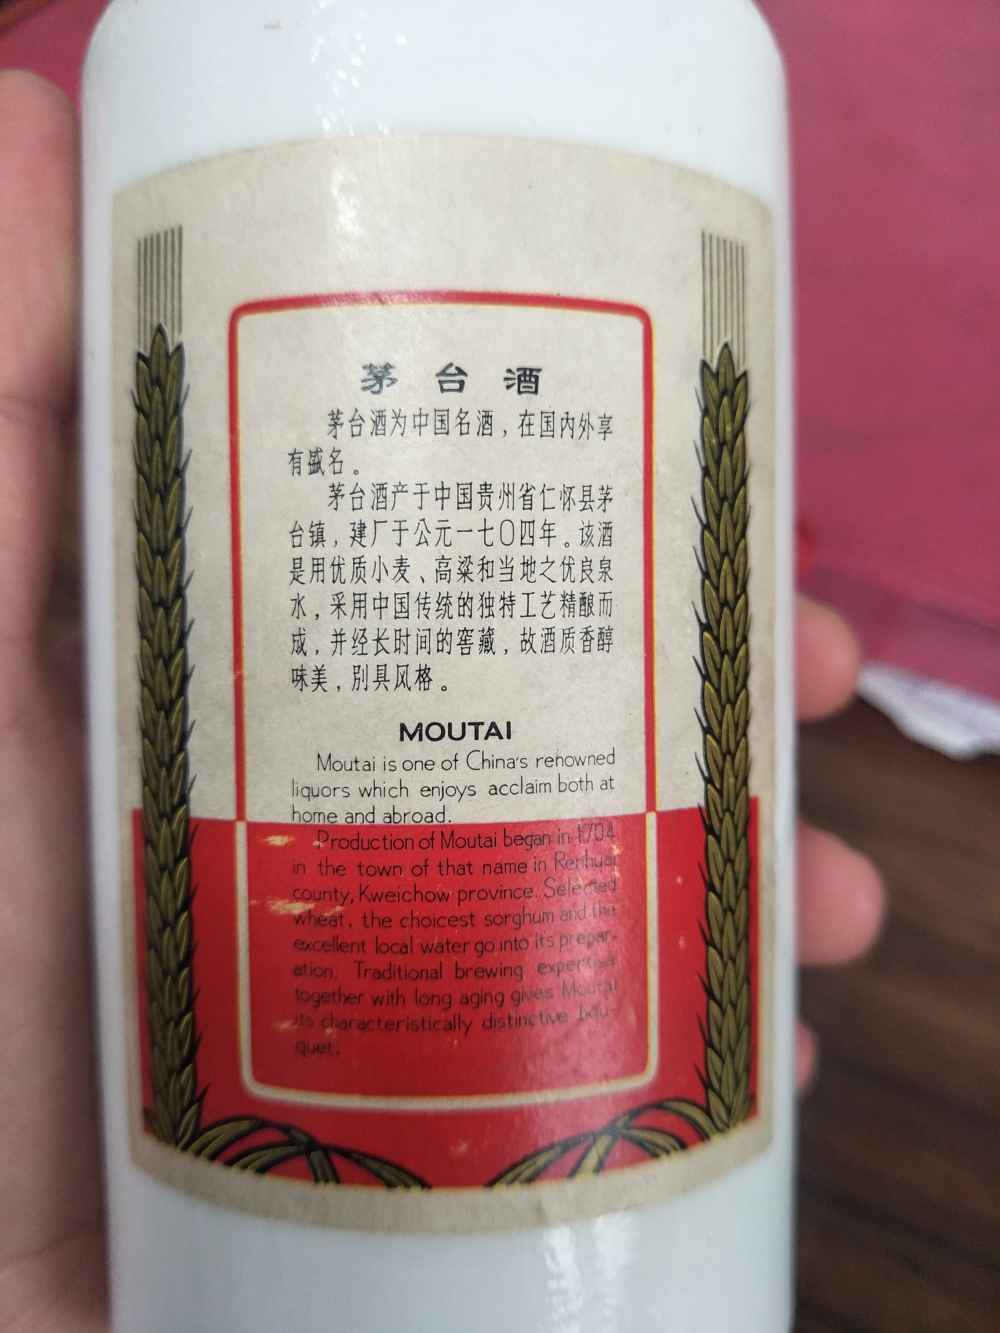 茅台酒
茅台酒为中国名酒，在国内外享
有盛名。
茅台酒产于中国贵州省仁怀县茅
台镇，建厂于公元一七〇四年。该酒
是用优质小麦、高粱和当地之优良泉
水，采用中国传统的独特工艺精酿而
成，并经长时间的窖藏，故酒质香醇
味美，别具风格。
MOUTAI
Moutai is one of China's renowned
liquors which enjoys acclaim both at
home and abroad.
Production of Moutai began in 1704
in the town of that name in Renhuai
county, Kweichow province. Selected
wheat, the choicest sorghum and the
excellent local water go into its prepar-
ation. Traditional brewing expertise
together with long aging gives Moutai
its characteristically distinctive bou-
quet.